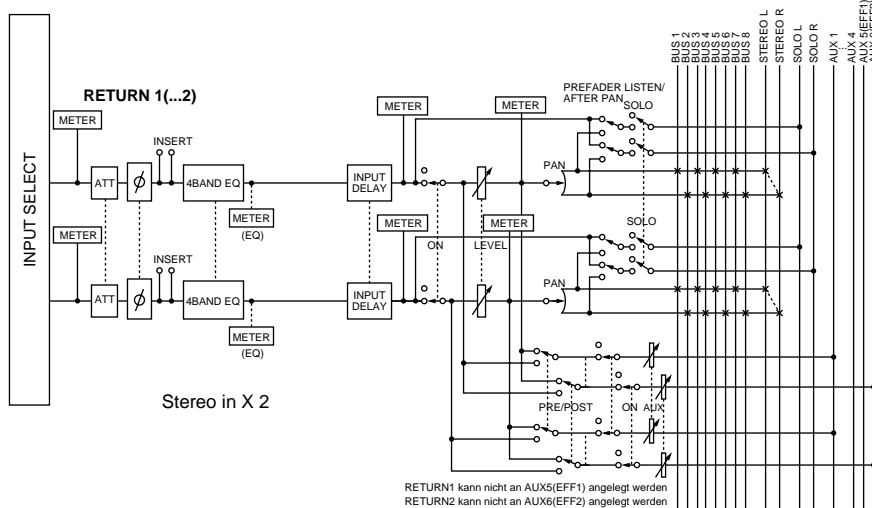 BUS 1
BUS 2
BUS 3
BUS 4
BUS 5
BUS 6
BUS 7
BUS 8
STEREO L
STEREO R
SOLO L
SOLO R
AUX 1
...
AUX 4
AUX 5(EFF1)
RETURN 1(...2)
PREFADER LISTEN/
AFTER PAN
SOLO
METER
METER
METER
INSERT
INPUT SELECT
PAN
ATT
ϕ
4BAND EQ
INPUT
DELAY
METER
(EQ)
METER
METER
METER
SOLO
ON
LEVEL
INSERT
PAN
ATT
ϕ
4BAND EQ
INPUT
DELAY
METER
(EQ)
Stereo in X 2
PRE/POST
ON
AUX
RETURN1 kann nicht an AUX5(EFF1) angelegt werden
RETURN2 kann nicht an AUX6(EFF2) angelegt werden